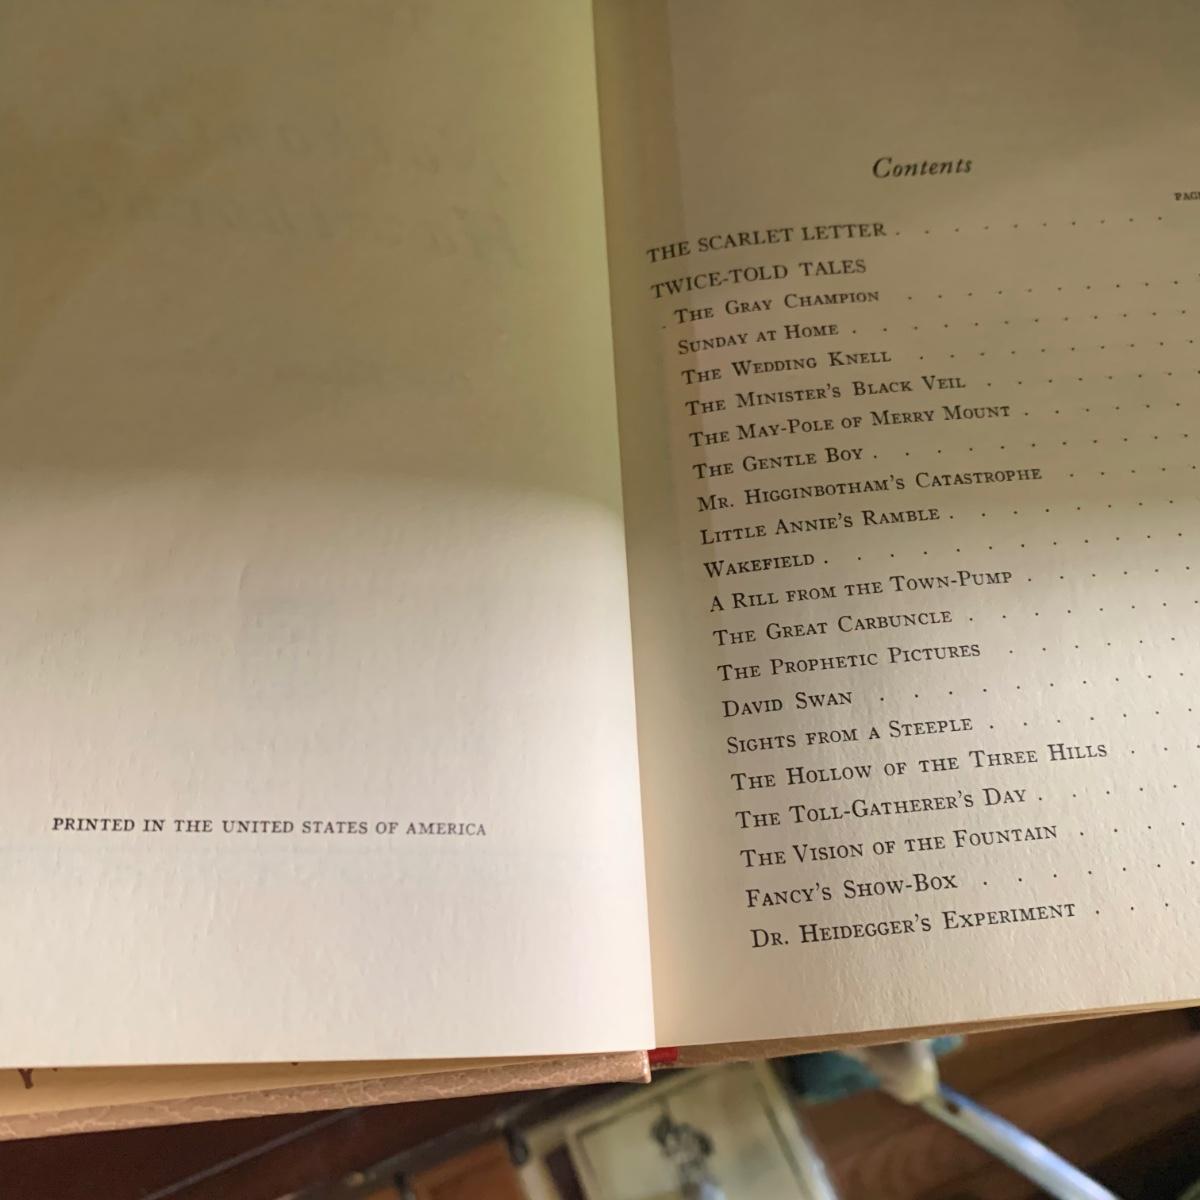 PRINTED IN THE UNITED STATES OF AMERICA
Contents
THE SCARLET LETTER
TWICE-TOLD TALES
THE GRAY CHAMPION
SUNDAY AT HOME
THE WEDDING KNELL
THE MINISTER'S BLACK VEIL
THE MAY-POLE OF MERRY MOUNT
THE GENTLE BOY
MR. HIGGINBOTHAM'S CATASTROPHE
LITTLE ANNIE'S RAMBLE
WAKEFIELD
A RILL FROM THE TOWN-PUMP
THE GREAT CARBUNCLE
THE PROPHETIC PICTURES
DAVID SWAN
SIGHTS FROM A STEEPLE
THE HOLLOW OF THE THREE HILLS
THE TOLL-GATHERER'S DAY
THE VISION OF THE FOUNTAIN
FANCY'S SHOW-BOX
DR. HEIDEGGER'S EXPERIMENT